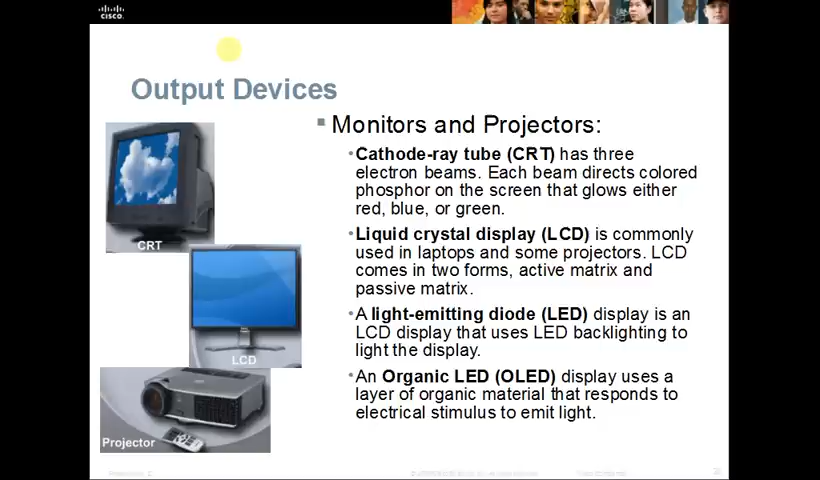 CISCO
Output Devices
Monitors and Projectors:
Cathode-ray tube (CRT) has three
electron beams. Each beam directs colored
phosphor on the screen that glows either
red, blue, or green.
Liquid crystal display (LCD) is commonly
used in laptops and some projectors. LCD
comes in two forms, active matrix and
passive matrix.
A light-emitting diode (LED) display is an
LCD display that uses LED backlighting to
light the display.
An Organic LED (OLED) display uses a
layer of organic material that responds to
electrical stimulus to emit light.
CRT
LCD
Projector